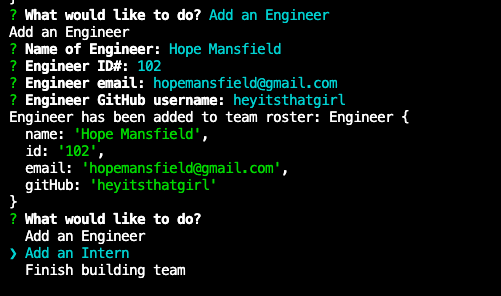 }
? What would like to do? Add an Engineer
Add an Engineer
? Name of Engineer: Hope Mansfield
? Engineer ID#: 102
? Engineer email: hopemansfield@gmail.com
? Engineer GitHub username: heyitsthatgirl
Engineer has been added to team roster: Engineer {
  name: 'Hope Mansfield',
  id: '102',
  email: 'hopemansfield@gmail.com',
  gitHub: 'heyitsthatgirl'
}
? What would like to do?
  Add an Engineer
❯ Add an Intern
  Finish building team